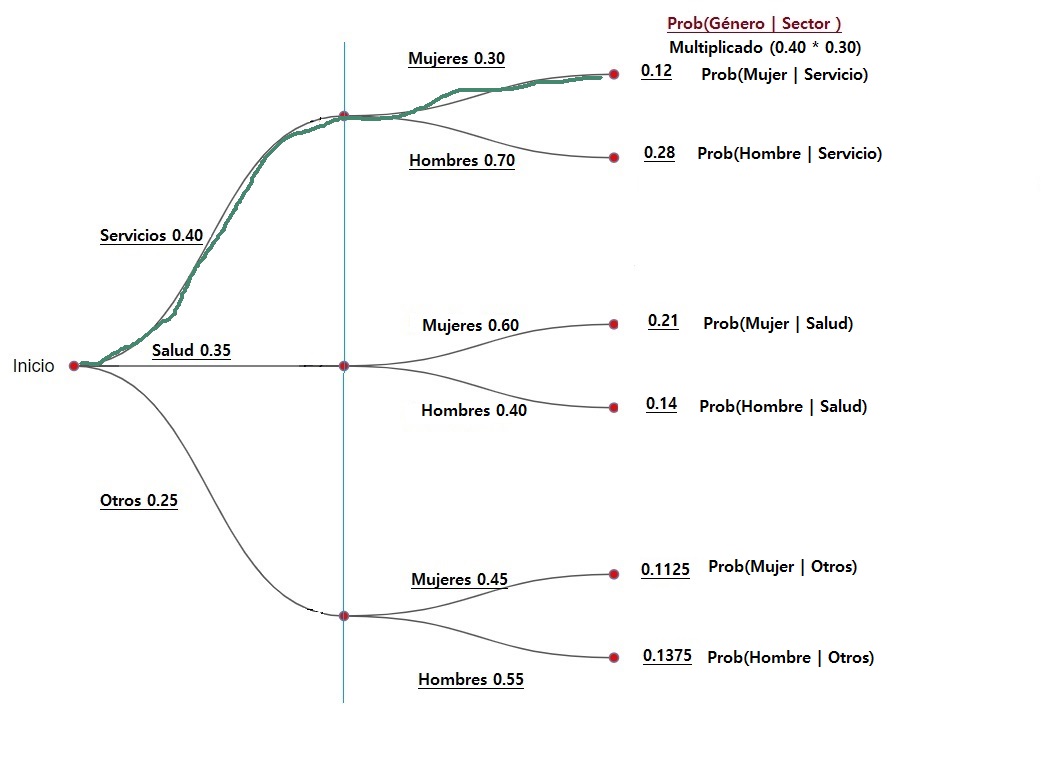 Prob(Género | Sector )
Multiplicado (0.40 * 0.30)
Mujeres 0.30
0.12 Prob(Mujer | Servicio)
Hombres 0.70
0.28 Prob(Hombre | Servicio)
Servicios 0.40
Mujeres 0.60
0.21 Prob(Mujer | Salud)
Salud 0.35
Inicio
Hombres 0.40
0.14 Prob(Hombre | Salud)
Otros 0.25
Mujeres 0.45
0.1125 Prob(Mujer | Otros)
Hombres 0.55
0.1375 Prob(Hombre | Otros)